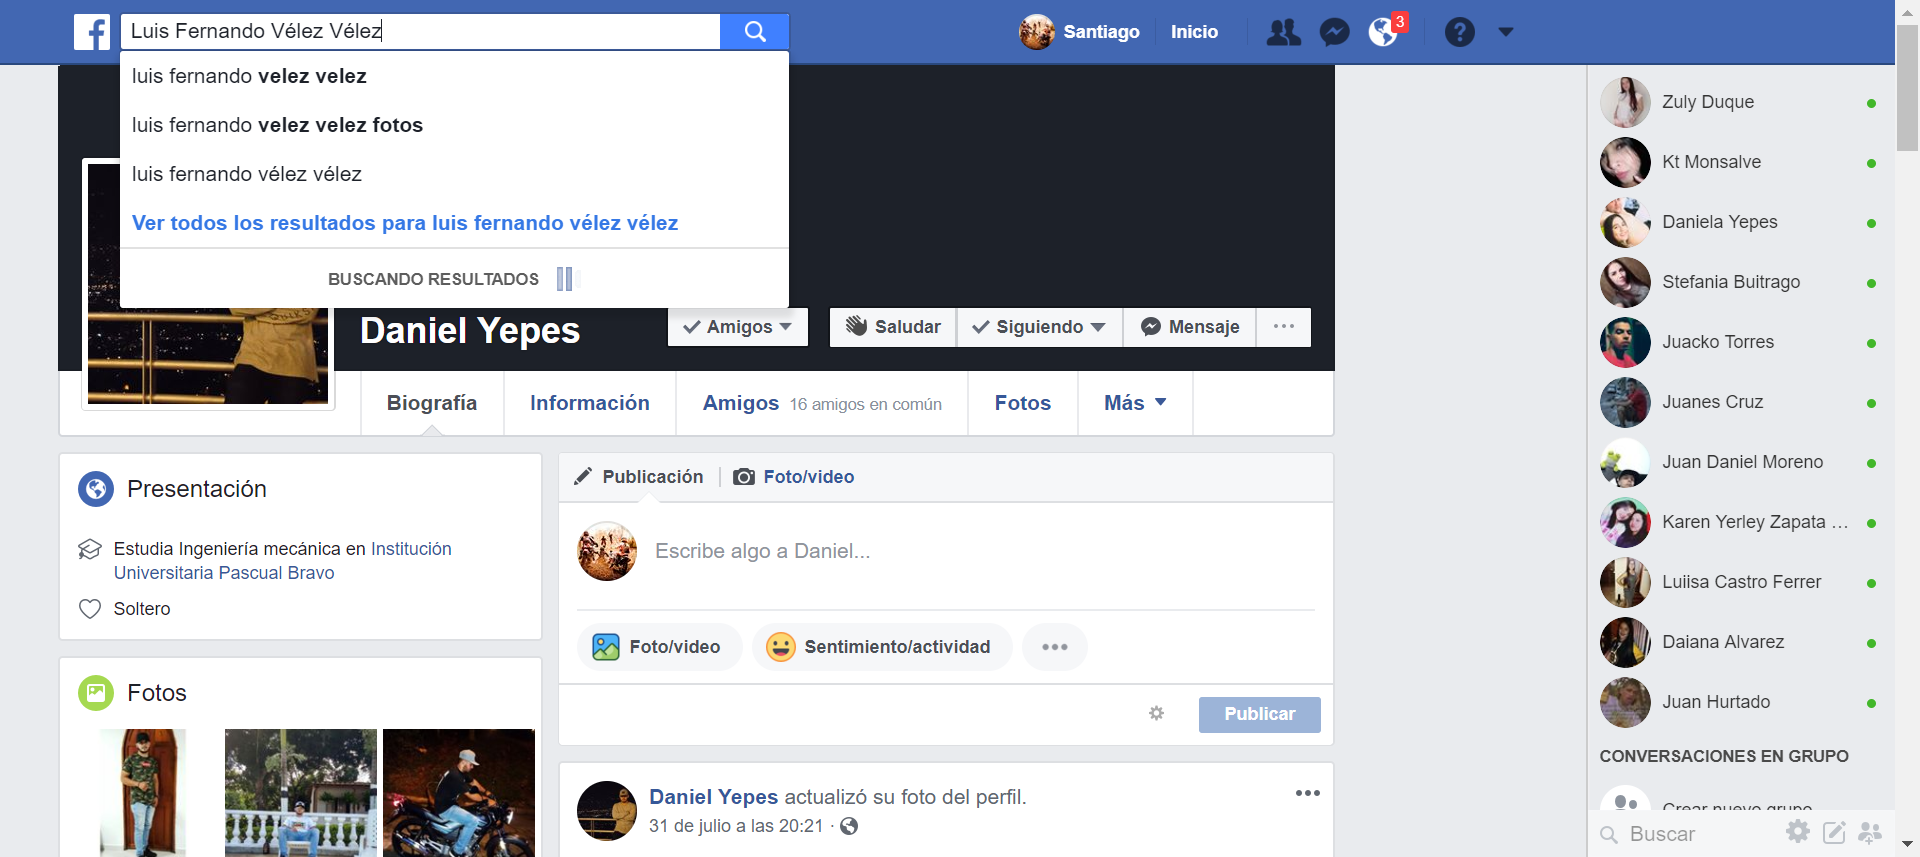 Luis Fernando Vélez Vélez
Santiago
Inicio
3
luis fernando velez velez
luis fernando velez velez fotos
luis fernando vélez vélez
Ver todos los resultados para luis fernando vélez vélez
BUSCANDO RESULTADOS
Daniel Yepes
Amigos
Saludar
Siguiendo
Mensaje
Biografía
Información
Amigos 16 amigos en común
Fotos
Más
Presentación
Estudia Ingeniería mecánica en Institución
Universitaria Pascual Bravo
Soltero
Fotos
Publicación
Foto/video
Escribe algo a Daniel...
Foto/video
Sentimiento/actividad
Publicar
Daniel Yepes actualizó su foto del perfil.
31 de julio a las 20:21 ·
Zuly Duque
Kt Monsalve
Daniela Yepes
Stefania Buitrago
Juacko Torres
Juanes Cruz
Juan Daniel Moreno
Karen Yerley Zapata ...
Luiisa Castro Ferrer
Daiana Alvarez
Juan Hurtado
CONVERSACIONES EN GRUPO
Crear nuevo grupo
Buscar